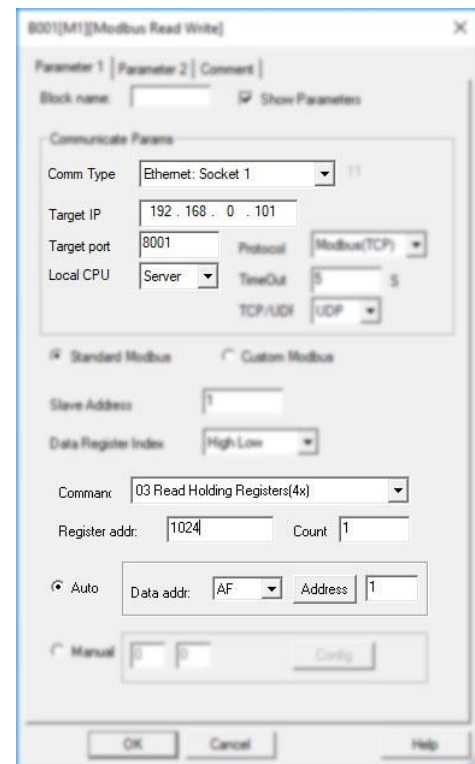 B001[M1][Modbus Read Write]
Parameter 1 Parameter 2 Comment
Block name: Show Parameters
Communicate Params
Comm Type Ethernet: Socket 1
Target IP 192 . 168 . 0 . 101
Target port 8001 Protocol Modbus(TCP)
Local CPU Server TimeOut 5 S
TCP/UDI UDP
Standard Modbus Custom Modbus
Slave Address 1
Data Register Index High Low
Comman 03 Read Holding Registers(4x)
Register addr: 1024 Count 1
Auto Data addr: AF Address 1
Manual 0 0 Config
OK Cancel Help